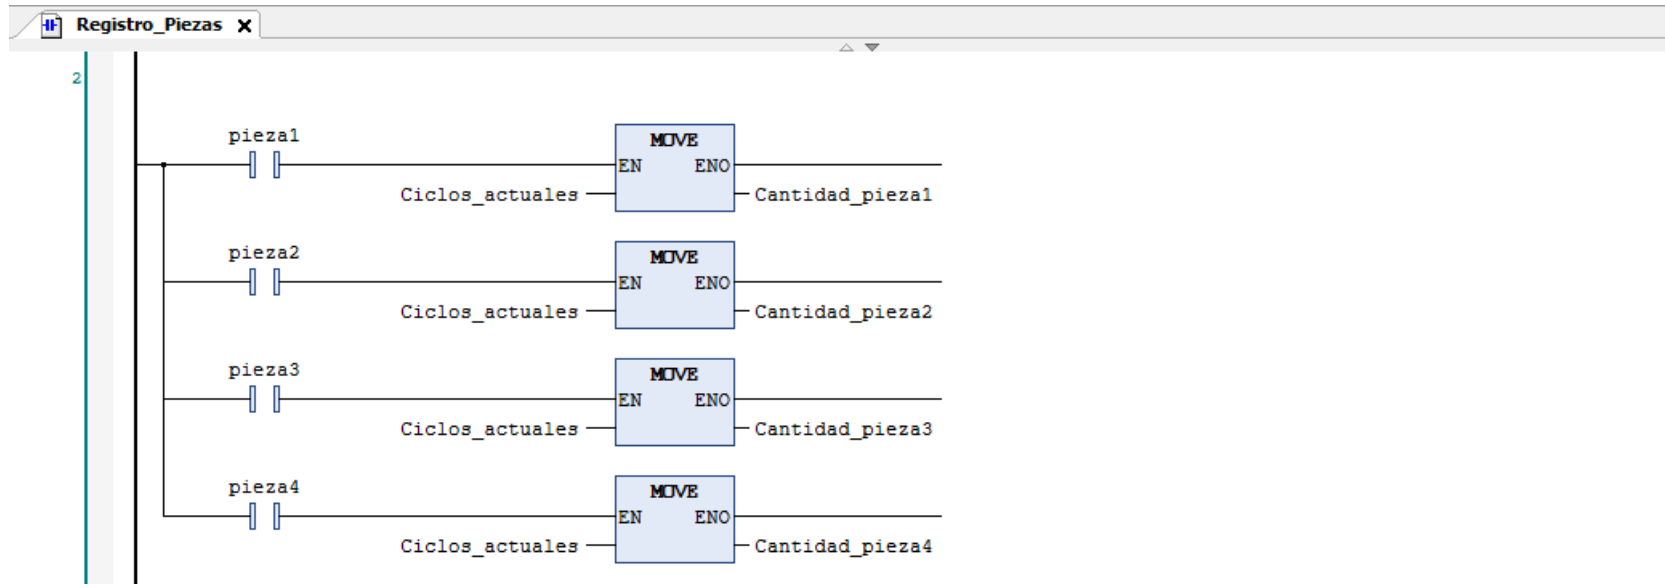 Registro_Piezas
2
pieza1
MOVE
EN ENO
Ciclos_actuales Cantidad_pieza1
pieza2
MOVE
EN ENO
Ciclos_actuales Cantidad_pieza2
pieza3
MOVE
EN ENO
Ciclos_actuales Cantidad_pieza3
pieza4
MOVE
EN ENO
Ciclos_actuales Cantidad_pieza4